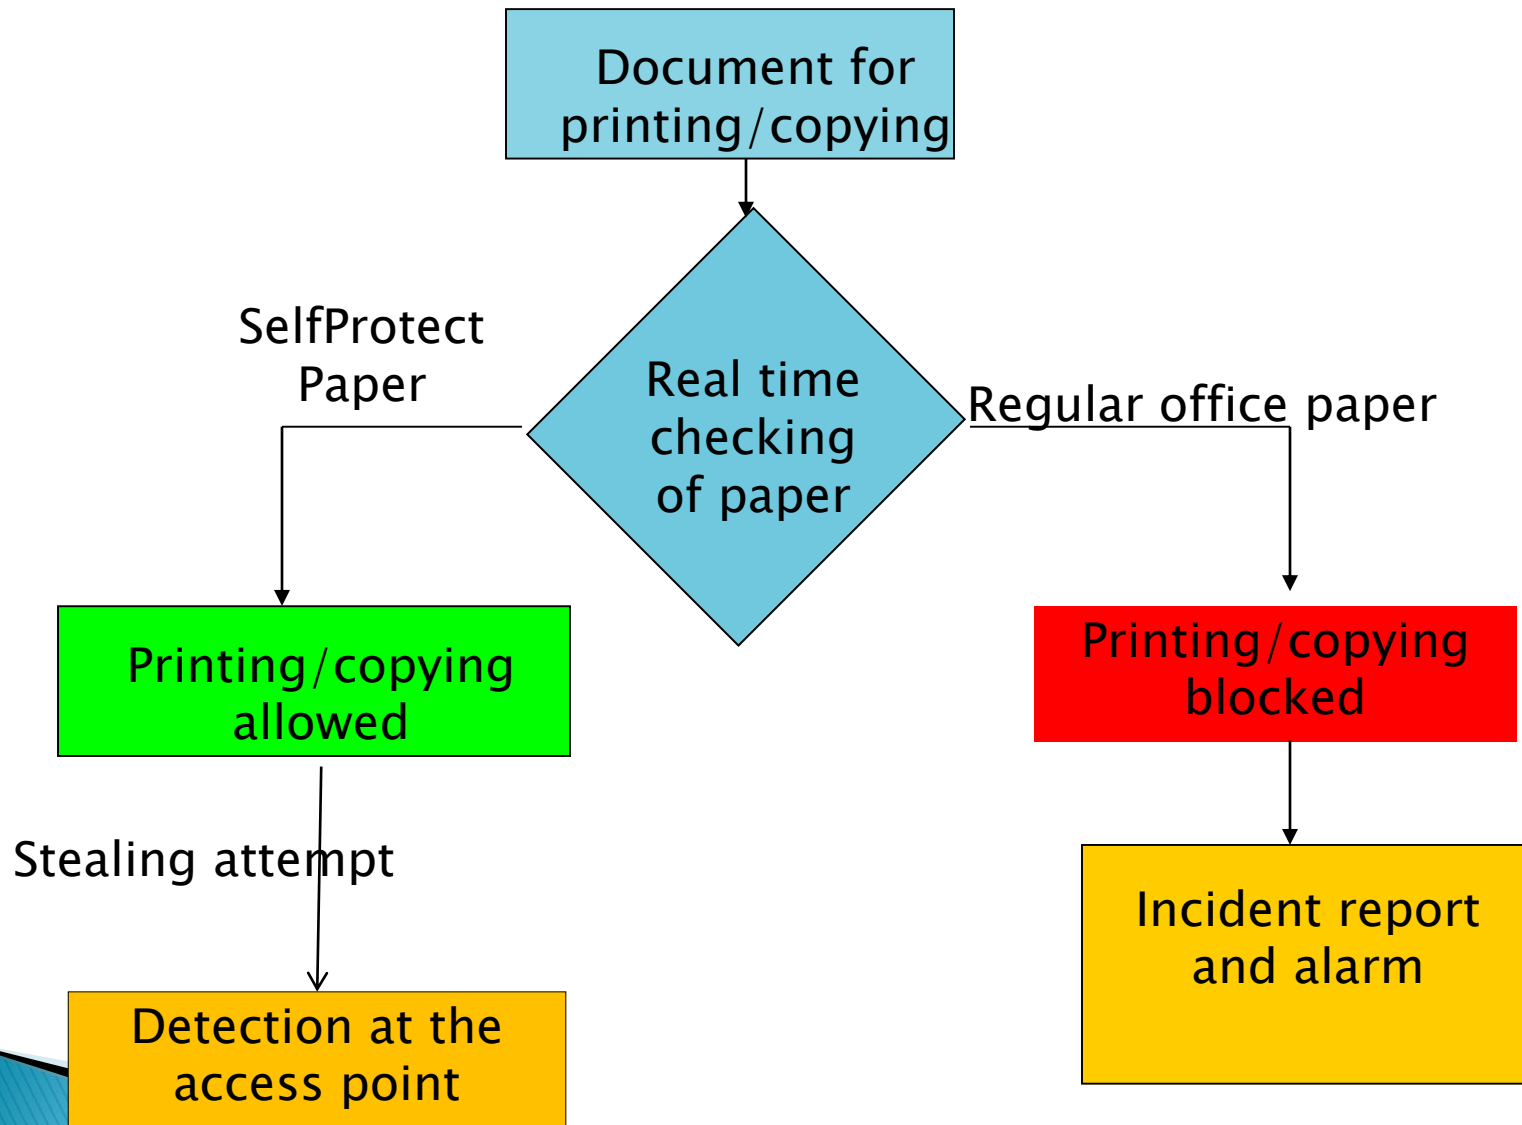 Document for
printing/copying
SelfProtect
Paper
Real time
checking
of paper
Regular office paper
Printing/copying
allowed
Printing/copying
blocked
Stealing attempt
Incident report
and alarm
Detection at the
access point